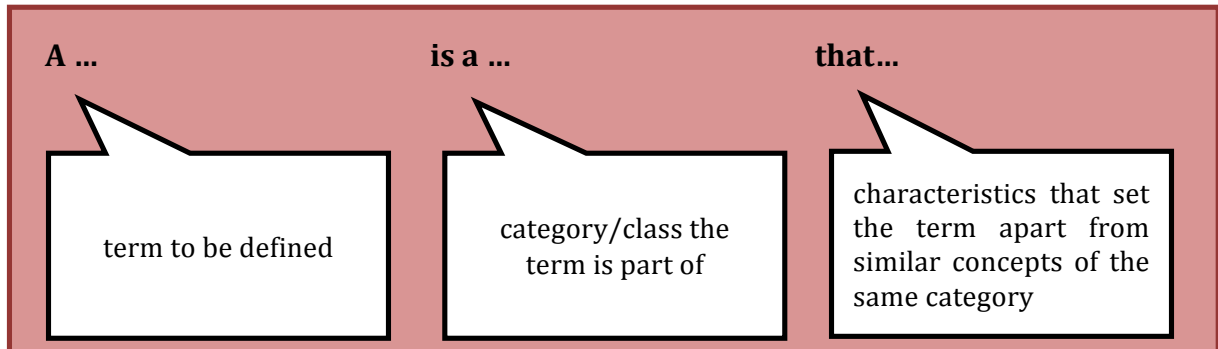 A …
is a …
that…
term to be defined
category/class the
term is part of
characteristics that set
the term apart from
similar concepts of the
same category